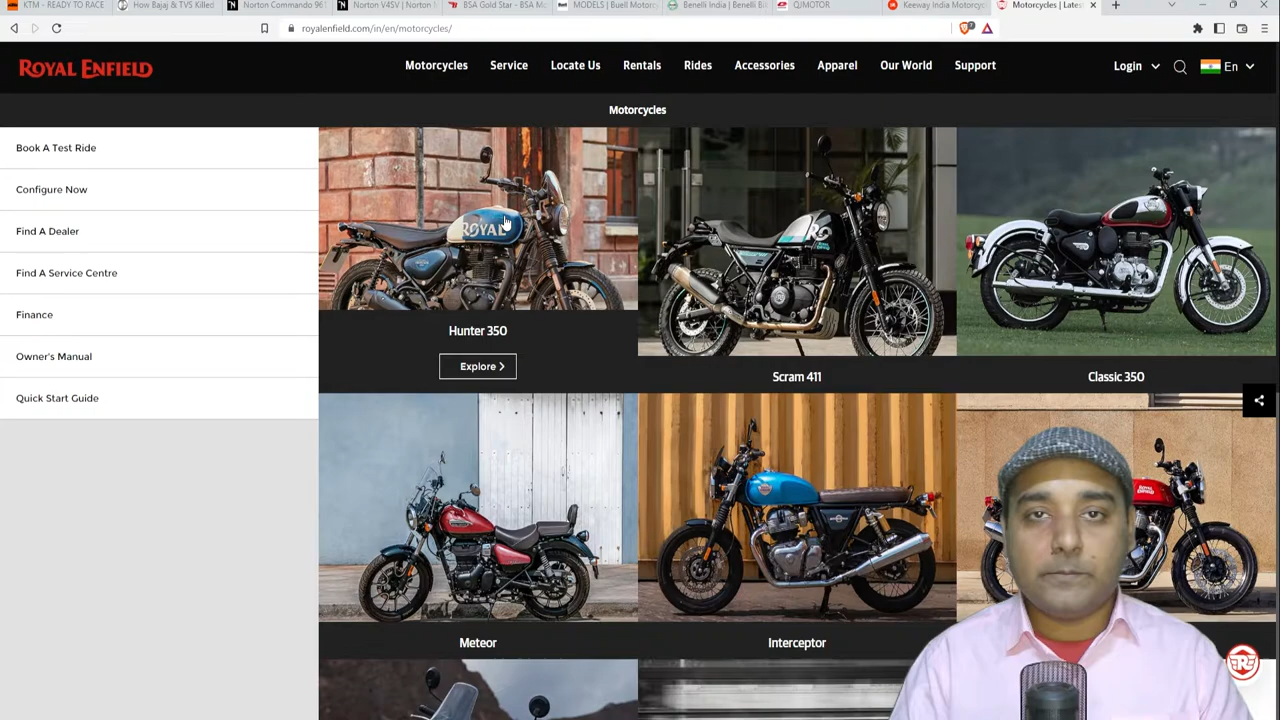 KTM - READY TO RACE
How Bajaj & TVS Killed
Norton Commando 961
Norton V4SV | Norton
BSA Gold Star - BSA Mo
MODELS | Buell Motorc
Benelli India | Benelli Bi
QJMOTOR
Keeway India Motorcyc
Motorcycles | Lates
royalenfield.com/in/en/motorcycles/
ROYAL ENFIELD
Motorcycles
Service
Locate Us
Rentals
Rides
Accessories
Apparel
Our World
Support
Login
En
Motorcycles
Book A Test Ride
Configure Now
Find A Dealer
Find A Service Centre
Finance
Owner's Manual
Quick Start Guide
ROYAL
Hunter 350
Explore >
Scram 411
Classic 350
Meteor
Interceptor